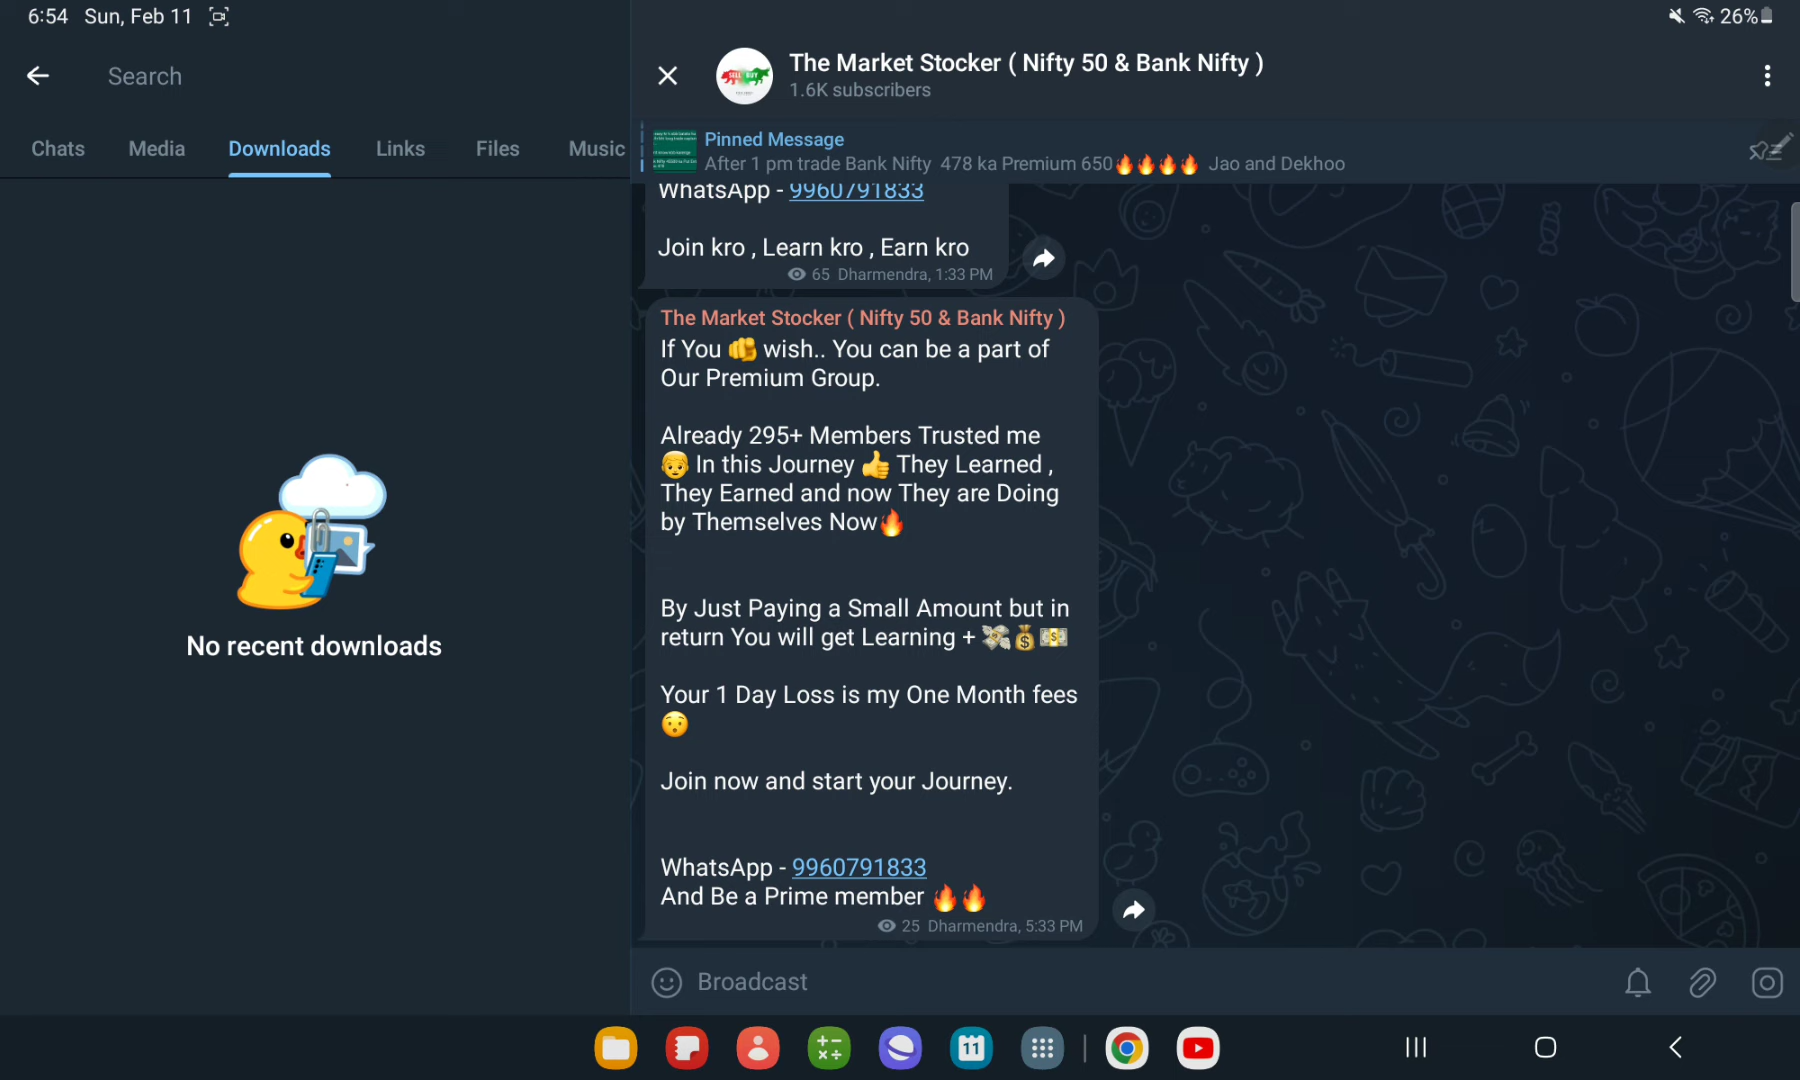 6:54 Sun, Feb 11
26%
Search
Chats Media Downloads Links Files Music
No recent downloads
The Market Stocker ( Nifty 50 & Bank Nifty )
1.6K subscribers
Pinned Message
After 1 pm trade Bank Nifty 478 ka Premium 650🔥🔥🔥🔥 Jao and Dekhoo
WhatsApp - 9960791833
Join kro , Learn kro , Earn kro
65 Dharmendra, 1:33 PM
The Market Stocker ( Nifty 50 & Bank Nifty )
If You 🫵 wish.. You can be a part of
Our Premium Group.
Already 295+ Members Trusted me
👨‍🦳 In this Journey 👍 They Learned ,
They Earned and now They are Doing
by Themselves Now🔥
By Just Paying a Small Amount but in
return You will get Learning + 💸💰💵
Your 1 Day Loss is my One Month fees
😯
Join now and start your Journey.
WhatsApp - 9960791833
And Be a Prime member 🔥🔥
25 Dharmendra, 5:33 PM
Broadcast
11